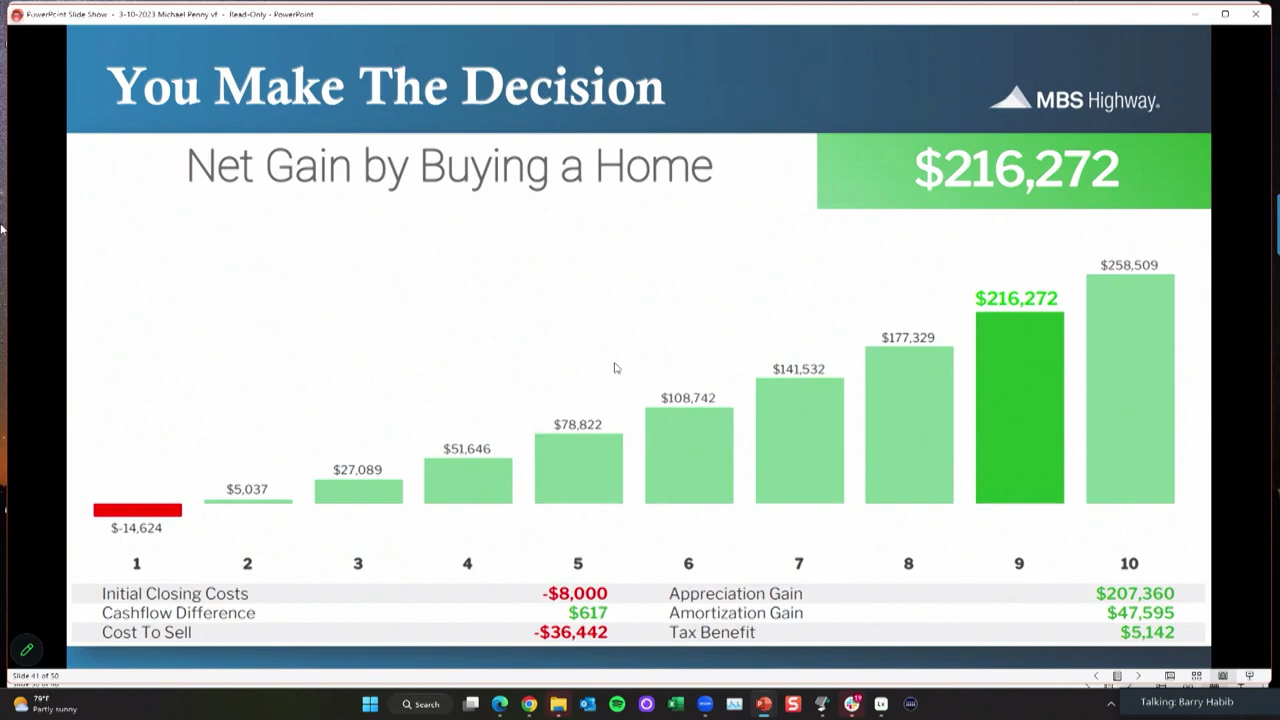 PowerPoint Slide Show - 3-10-2023 Michael Penny vf - Read-Only - PowerPoint
You Make The Decision
MBS Highway
Net Gain by Buying a Home
$216,272
$-14,624
$5,037
$27,089
$51,646
$78,822
$108,742
$141,532
$177,329
$216,272
$258,509
1 2 3 4 5 6 7 8 9 10
Initial Closing Costs -$8,000 Appreciation Gain $207,360
Cashflow Difference $617 Amortization Gain $47,595
Cost To Sell -$36,442 Tax Benefit $5,142
Slide 41 of 50
79°F
Partly sunny
Search
19
Lv
Talking: Barry Habib